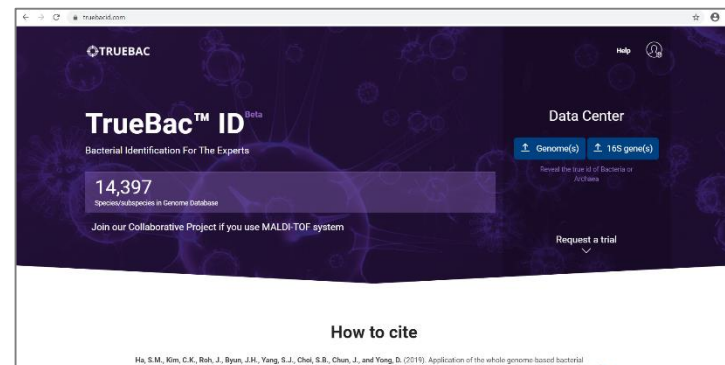 truebacid.com
TRUEBAC
Help
TrueBac™ ID Beta
Bacterial Identification For The Experts
14,397
Species/subspecies in Genome Database
Join our Collaborative Project if you use MALDI-TOF system
Data Center
Genome(s) 16S gene(s)
Reveal the true id of Bacteria or
Archaea
Request a trial
How to cite
Ha, S.M., Kim, C.K., Roh, J., Byun, J.H., Yang, S.J., Choi, S.B., Chun, J., and Yong, D. (2019). Application of the whole genome-based bacterial